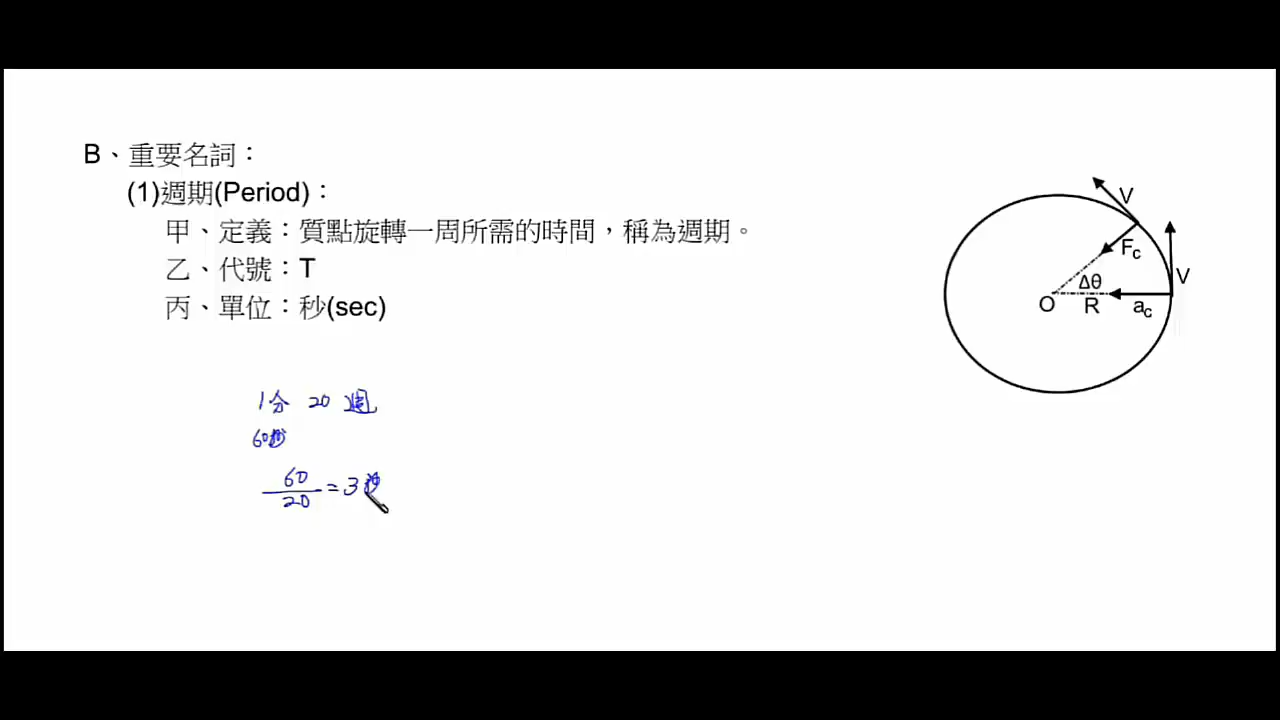 B、重要名詞：
(1)週期(Period)：
甲、定義：質點旋轉一周所需的時間，稱為週期。
乙、代號：T
丙、單位：秒(sec)
1分 20 週
60秒
60
20
=3秒
V
Fc
V
Δθ
O
R
ac